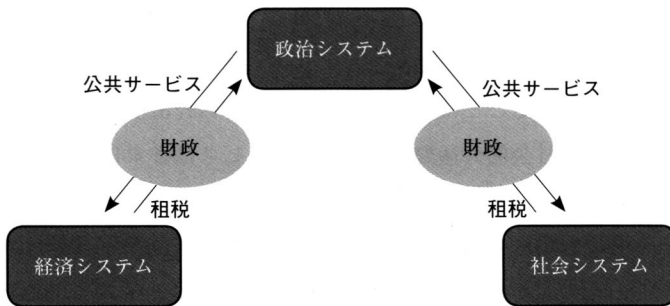 政治システム
公共サービス
公共サービス
財政
財政
租税
租税
経済システム
社会システム